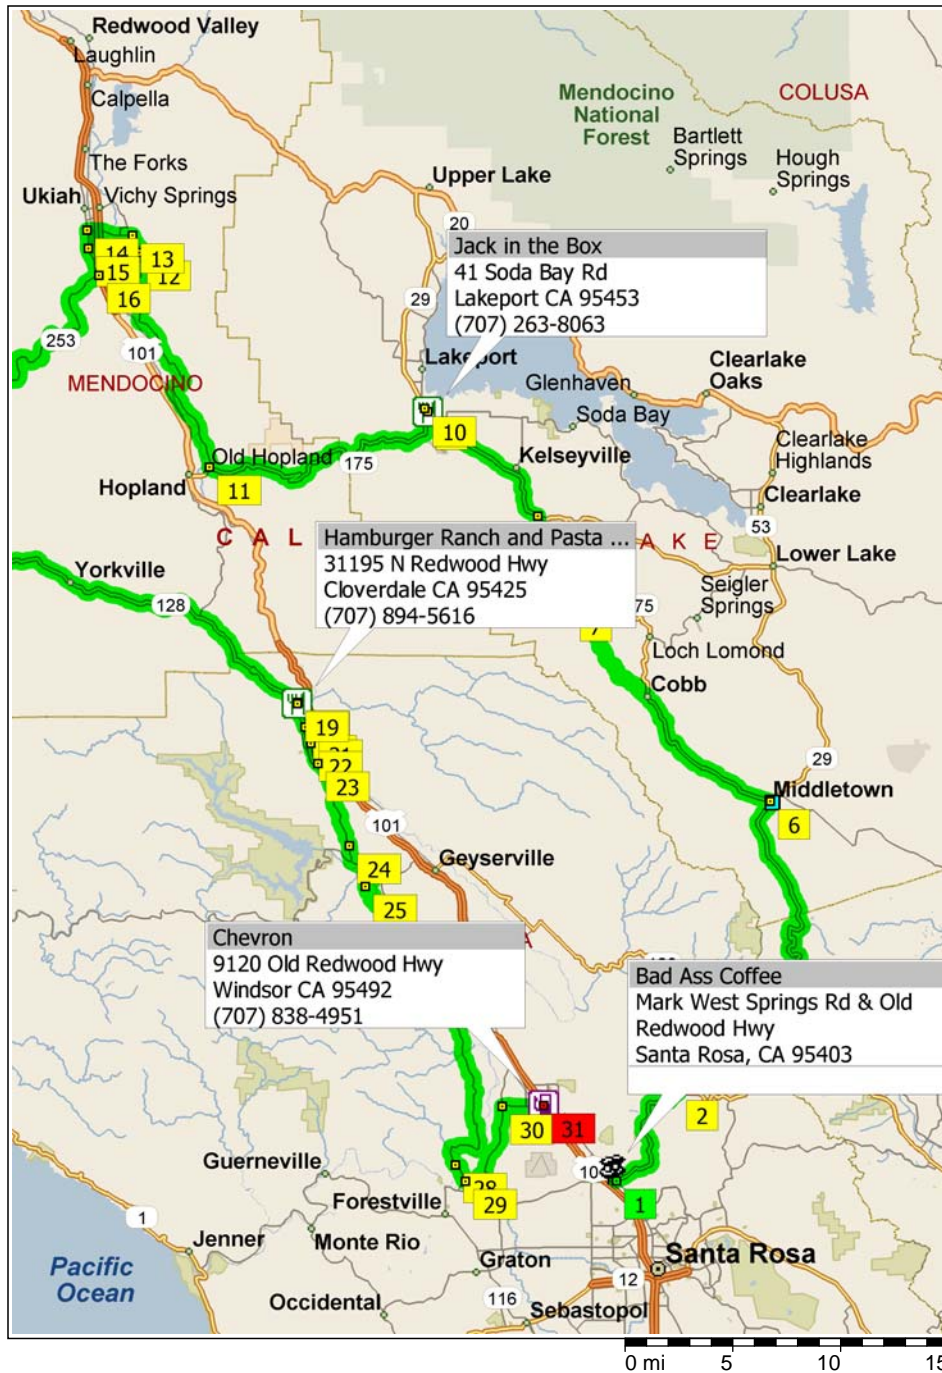 Redwood Valley
Laughlin
Calpella
Mendocino
National
Forest
COLUSA
The Forks
Bartlett
Springs
Hough
Springs
Ukiah
Vichy Springs
Upper Lake
20
14
13
15
12
16
Jack in the Box
41 Soda Bay Rd
Lakeport CA 95453
(707) 263-8063
29
253
101
Lakeport
MENDOCINO
Glenhaven
Clearlake
Oaks
Soda Bay
10
Clearlake
Highlands
Old Hopland
175
Kelseyville
Hopland
11
Clearlake
C A L
53
Hamburger Ranch and Pasta ...
31195 N Redwood Hwy
Cloverdale CA 95425
(707) 894-5616
A K E
Lower Lake
Yorkville
Seigler
Springs
128
75
7
Loch Lomond
Cobb
19
21
22
23
29
Middletown
6
101
Geyserville
24
25
Chevron
9120 Old Redwood Hwy
Windsor CA 95492
(707) 838-4951
A
Bad Ass Coffee
Mark West Springs Rd & Old
Redwood Hwy
Santa Rosa, CA 95403
30
31
2
10
Guerneville
28
29
Forestville
1
1
Jenner
Monte Rio
Santa Rosa
Graton
Pacific
Ocean
12
Occidental
116
Sebastopol
0 mi 5 10 15